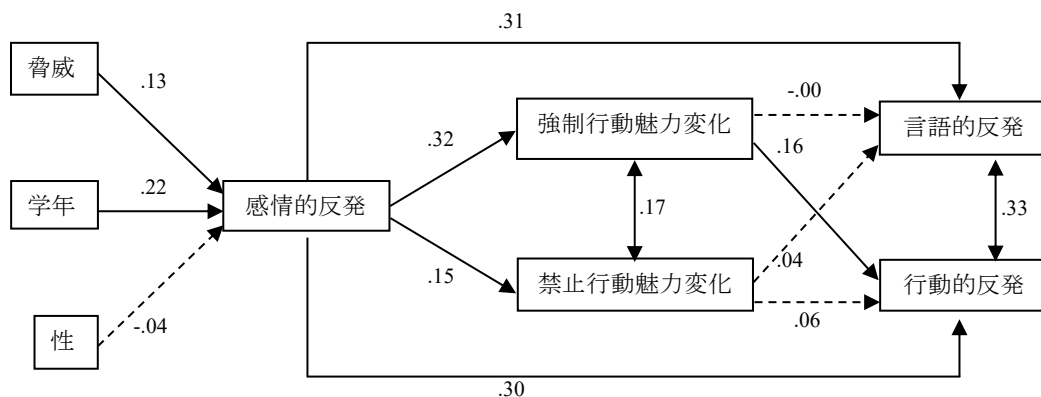 .31
脅威
.13
-.00
強制行動魅力変化
言語的反発
.32
.16
学年
.22
感情的反発
.17
.33
.15
.04
禁止行動魅力変化
行動的反発
性
-.04
.06
.30